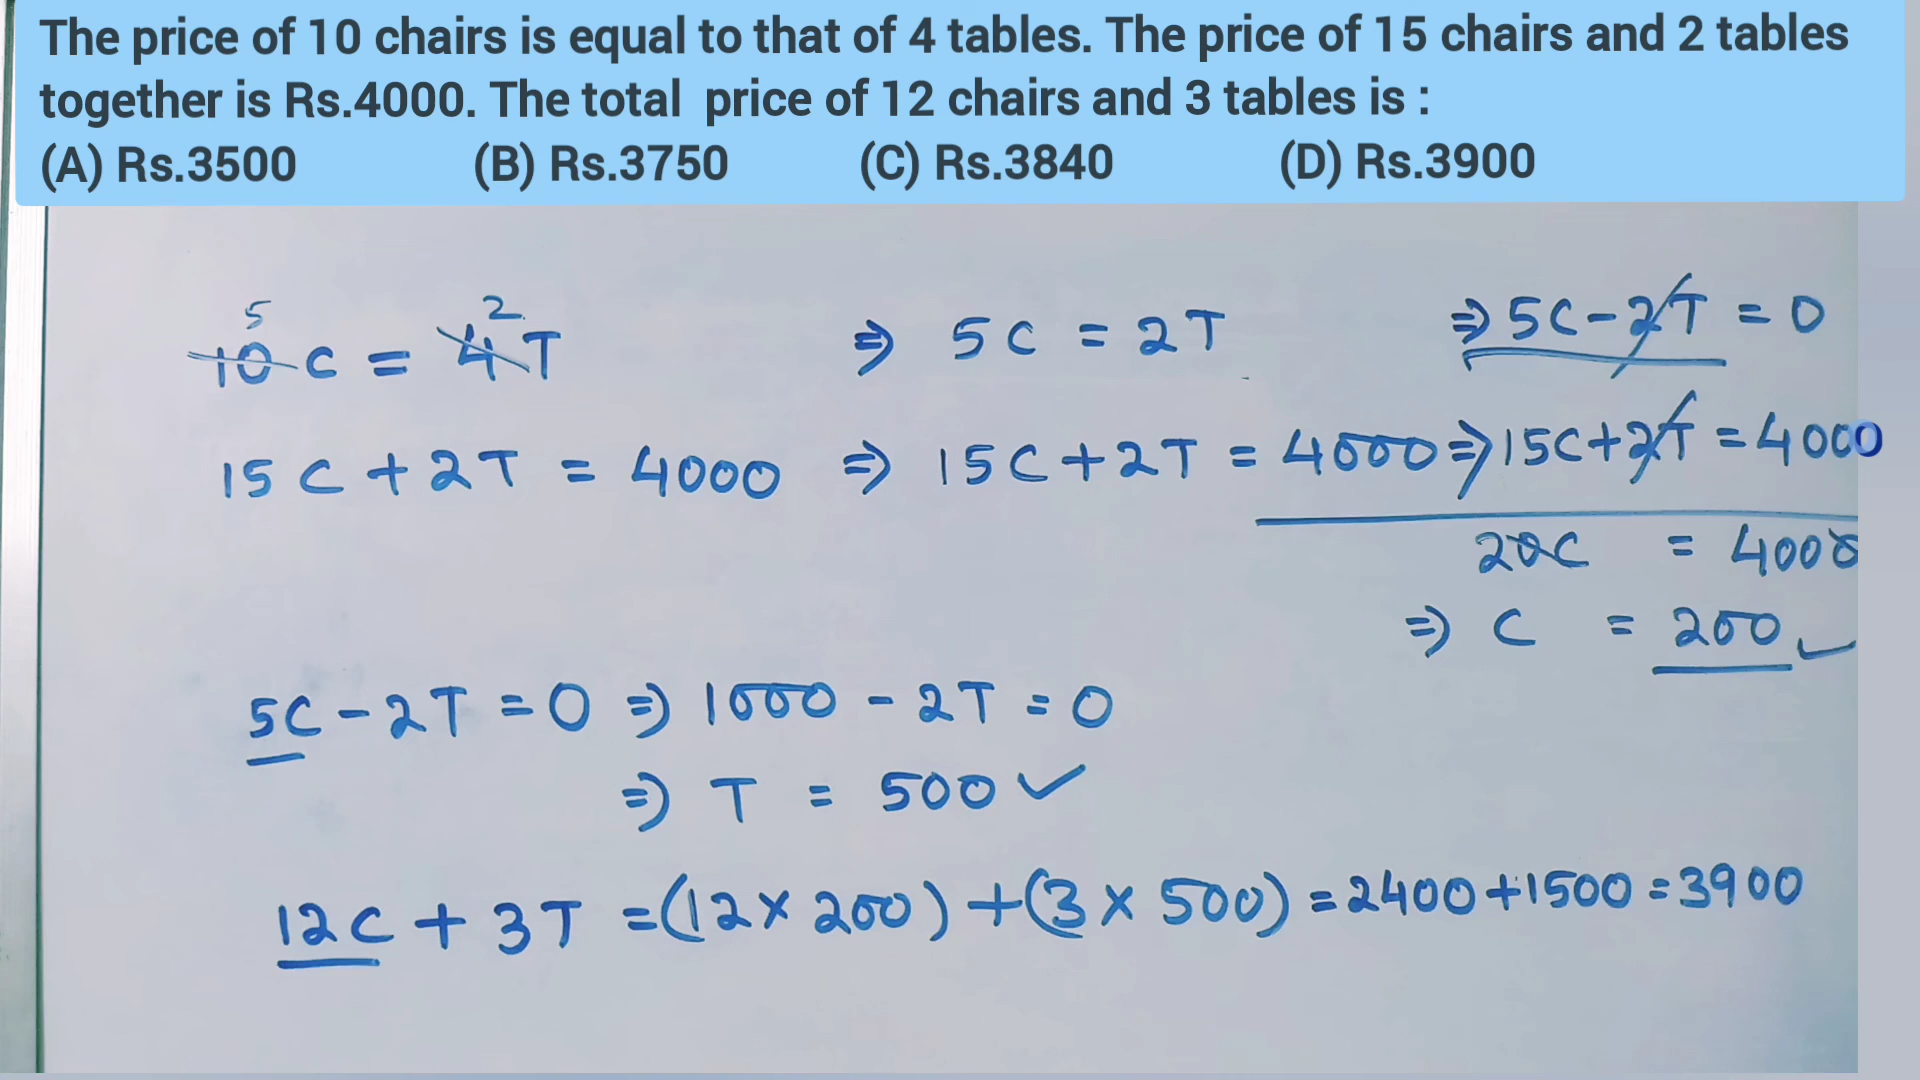 The price of 10 chairs is equal to that of 4 tables. The price of 15 chairs and 2 tables
together is Rs.4000. The total price of 12 chairs and 3 tables is :
(A) Rs.3500 (B) Rs.3750 (C) Rs.3840 (D) Rs.3900
5 2
10 C = 4T ⇒ 5C = 2T ⇒ 5C-2T = 0
15C + 2T = 4000 ⇒ 15C+2T = 4000 ⇒ 15C+2T = 4000
20C = 4000
⇒ C = 200 ✓
5C-2T = 0 ⇒ 1000 - 2T = 0
⇒ T = 500 ✓
12C + 3T = (12 x 200) + (3 x 500) = 2400+1500 = 3900